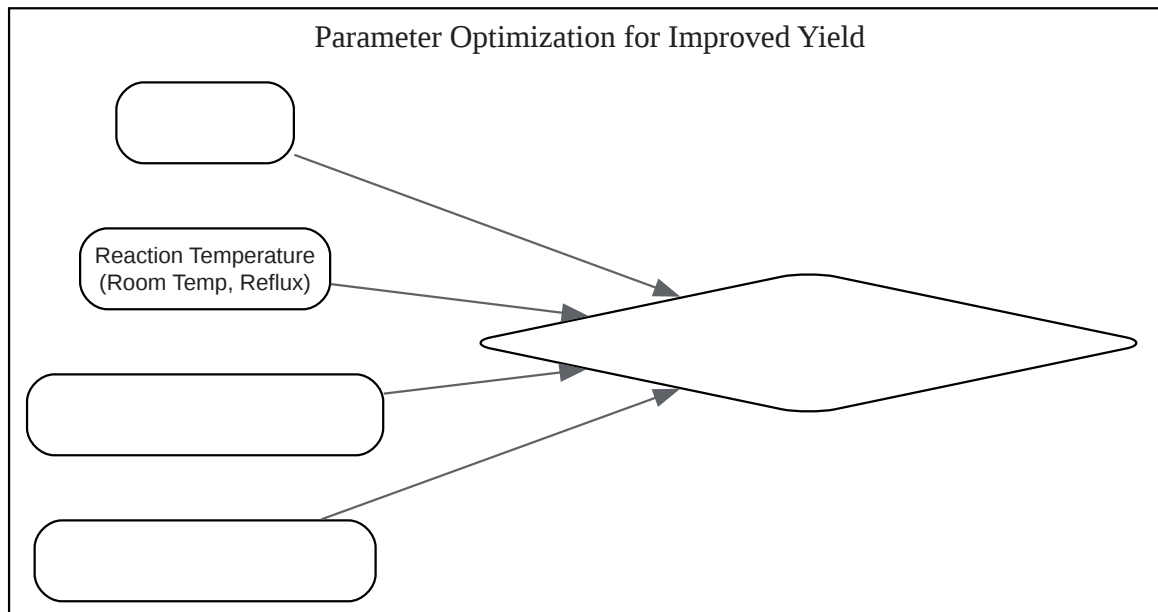 Parameter Optimization for Improved Yield
Reaction Temperature
(Room Temp, Reflux)